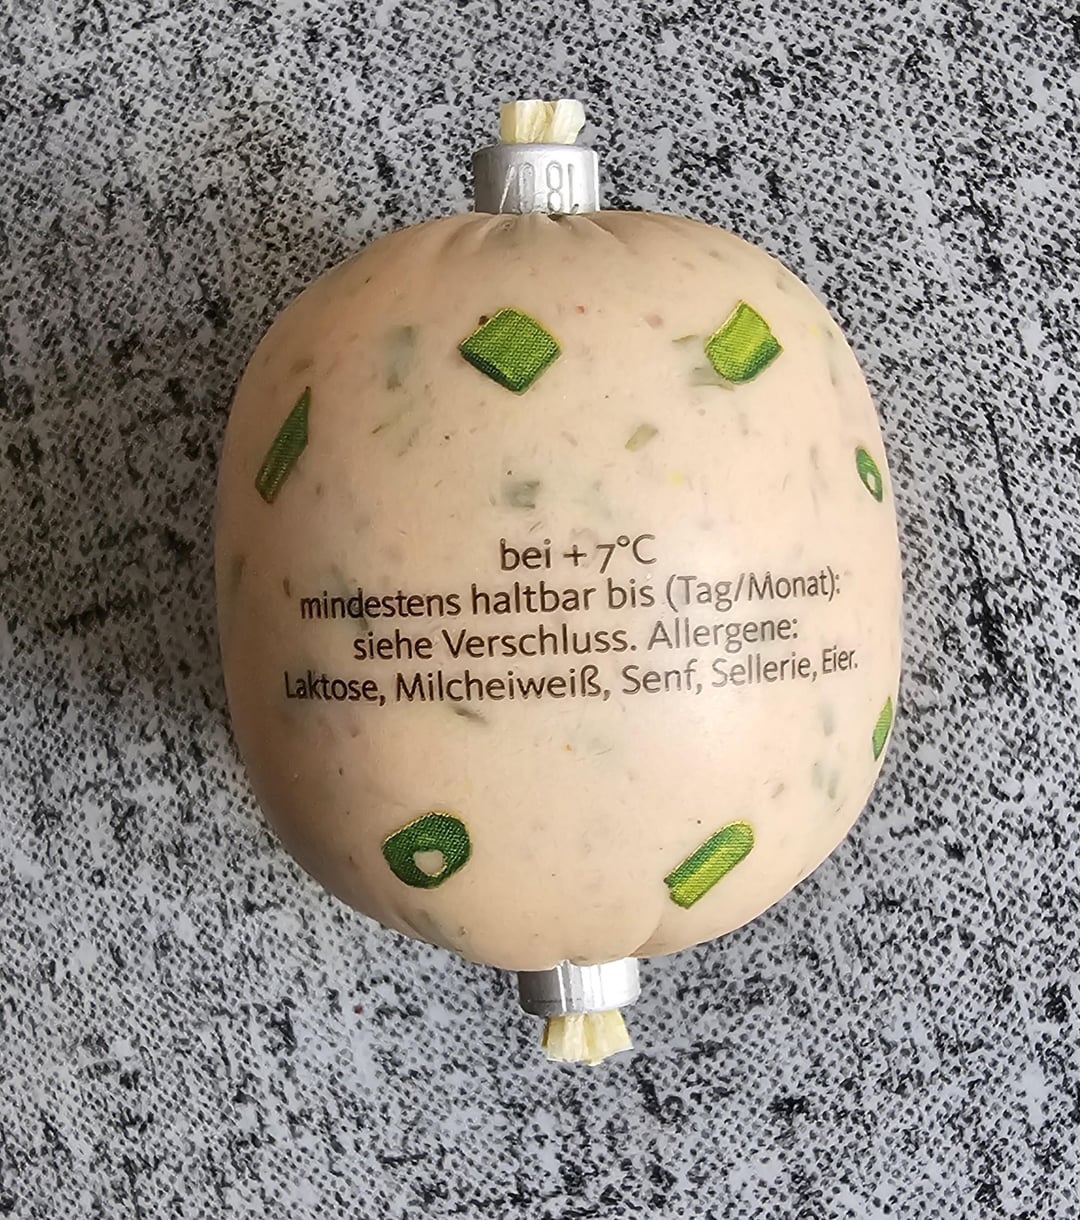 bei + 7°C
mindestens haltbar bis (Tag/Monat):
siehe Verschluss. Allergene:
Laktose, Milcheiweiß, Senf, Sellerie, Eier.